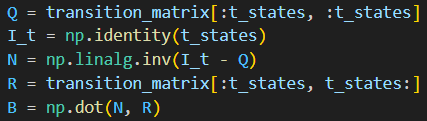 Q = transition_matrix[:t_states, :t_states]
I_t = np.identity(t_states)
N = np.linalg.inv(I_t - Q)
R = transition_matrix[:t_states, t_states:]
B = np.dot(N, R)